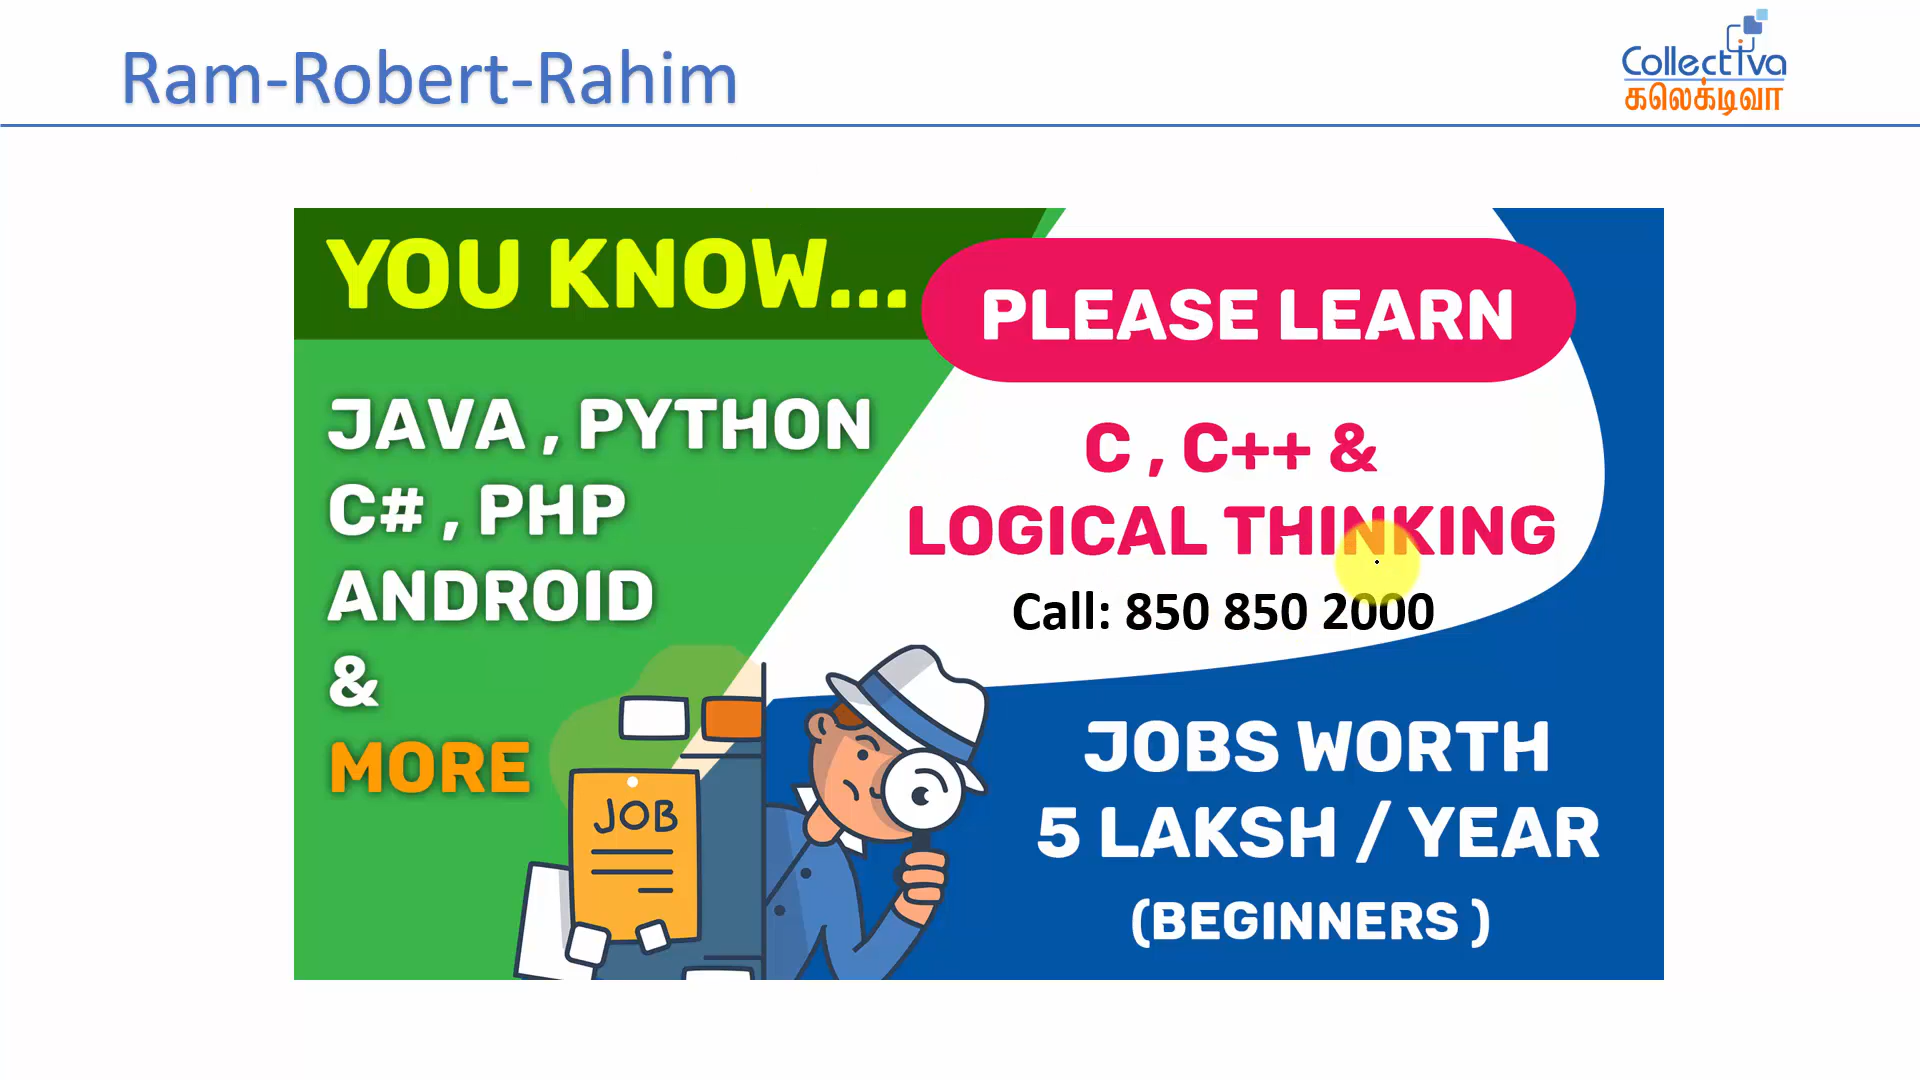 Ram-Robert-Rahim
Collectiva
கலெக்டிவா
YOU KNOW...
JAVA , PYTHON
C# , PHP
ANDROID
&
MORE
PLEASE LEARN
C , C++ &
LOGICAL THINKING
Call: 850 850 2000
JOB
JOBS WORTH
5 LAKSH / YEAR
(BEGINNERS )